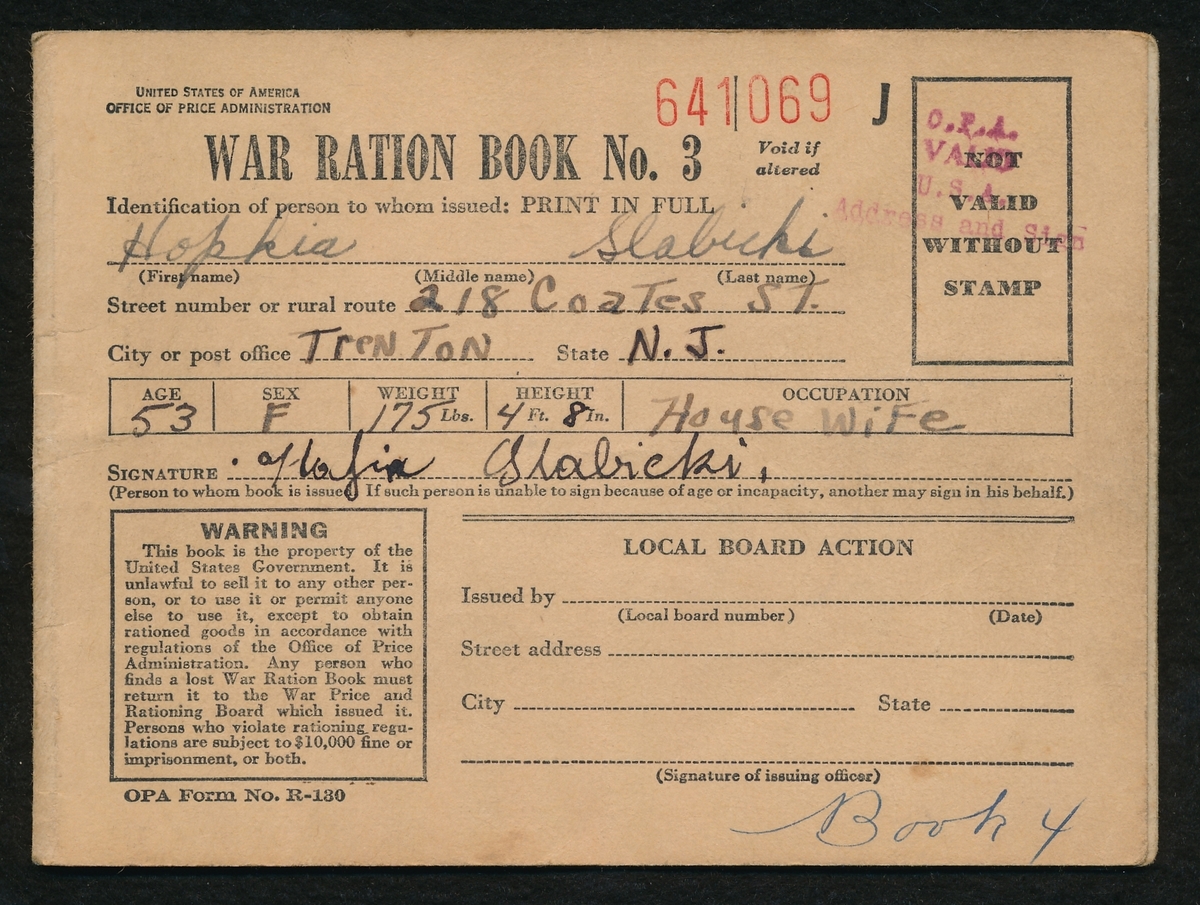 UNITED STATES OF AMERICA
OFFICE OF PRICE ADMINISTRATION
641069 J
WAR RATION BOOK No. 3
Void if
altered
Identification of person to whom issued: PRINT IN FULL
Hopkia Slabicki
(First name) (Middle name) (Last name)
Street number or rural route 218 Coates ST.
City or post office TrenTon State N.J.
O.P.A.
VALID
U.S.A.
Address and Sign
NOT
VALID
WITHOUT
STAMP
AGE SEX WEIGHT HEIGHT OCCUPATION
53 F 175 Lbs. 4 Ft. 8 In. House WiFe
SIGNATURE Slabicki,
(Person to whom book is issued. If such person is unable to sign because of age or incapacity, another may sign in his behalf.)
WARNING
This book is the property of the
United States Government. It is
unlawful to sell it to any other per-
son, or to use it or permit anyone
else to use it, except to obtain
rationed goods in accordance with
regulations of the Office of Price
Administration. Any person who
finds a lost War Ration Book must
return it to the War Price and
Rationing Board which issued it.
Persons who violate rationing regu-
lations are subject to $10,000 fine or
imprisonment, or both.
OPA Form No. R-130
LOCAL BOARD ACTION
Issued by
(Local board number) (Date)
Street address
City State
(Signature of issuing officer)
Book 4